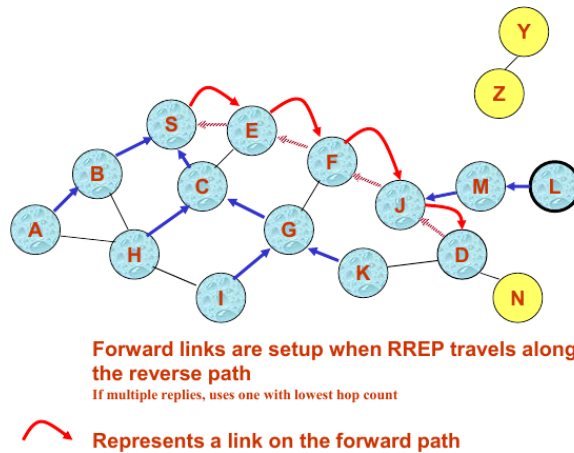 Y
Z
S
E
F
B
C
M
L
J
A
G
H
D
K
I
N
Forward links are setup when RREP travels along
the reverse path
If multiple replies, uses one with lowest hop count
Represents a link on the forward path